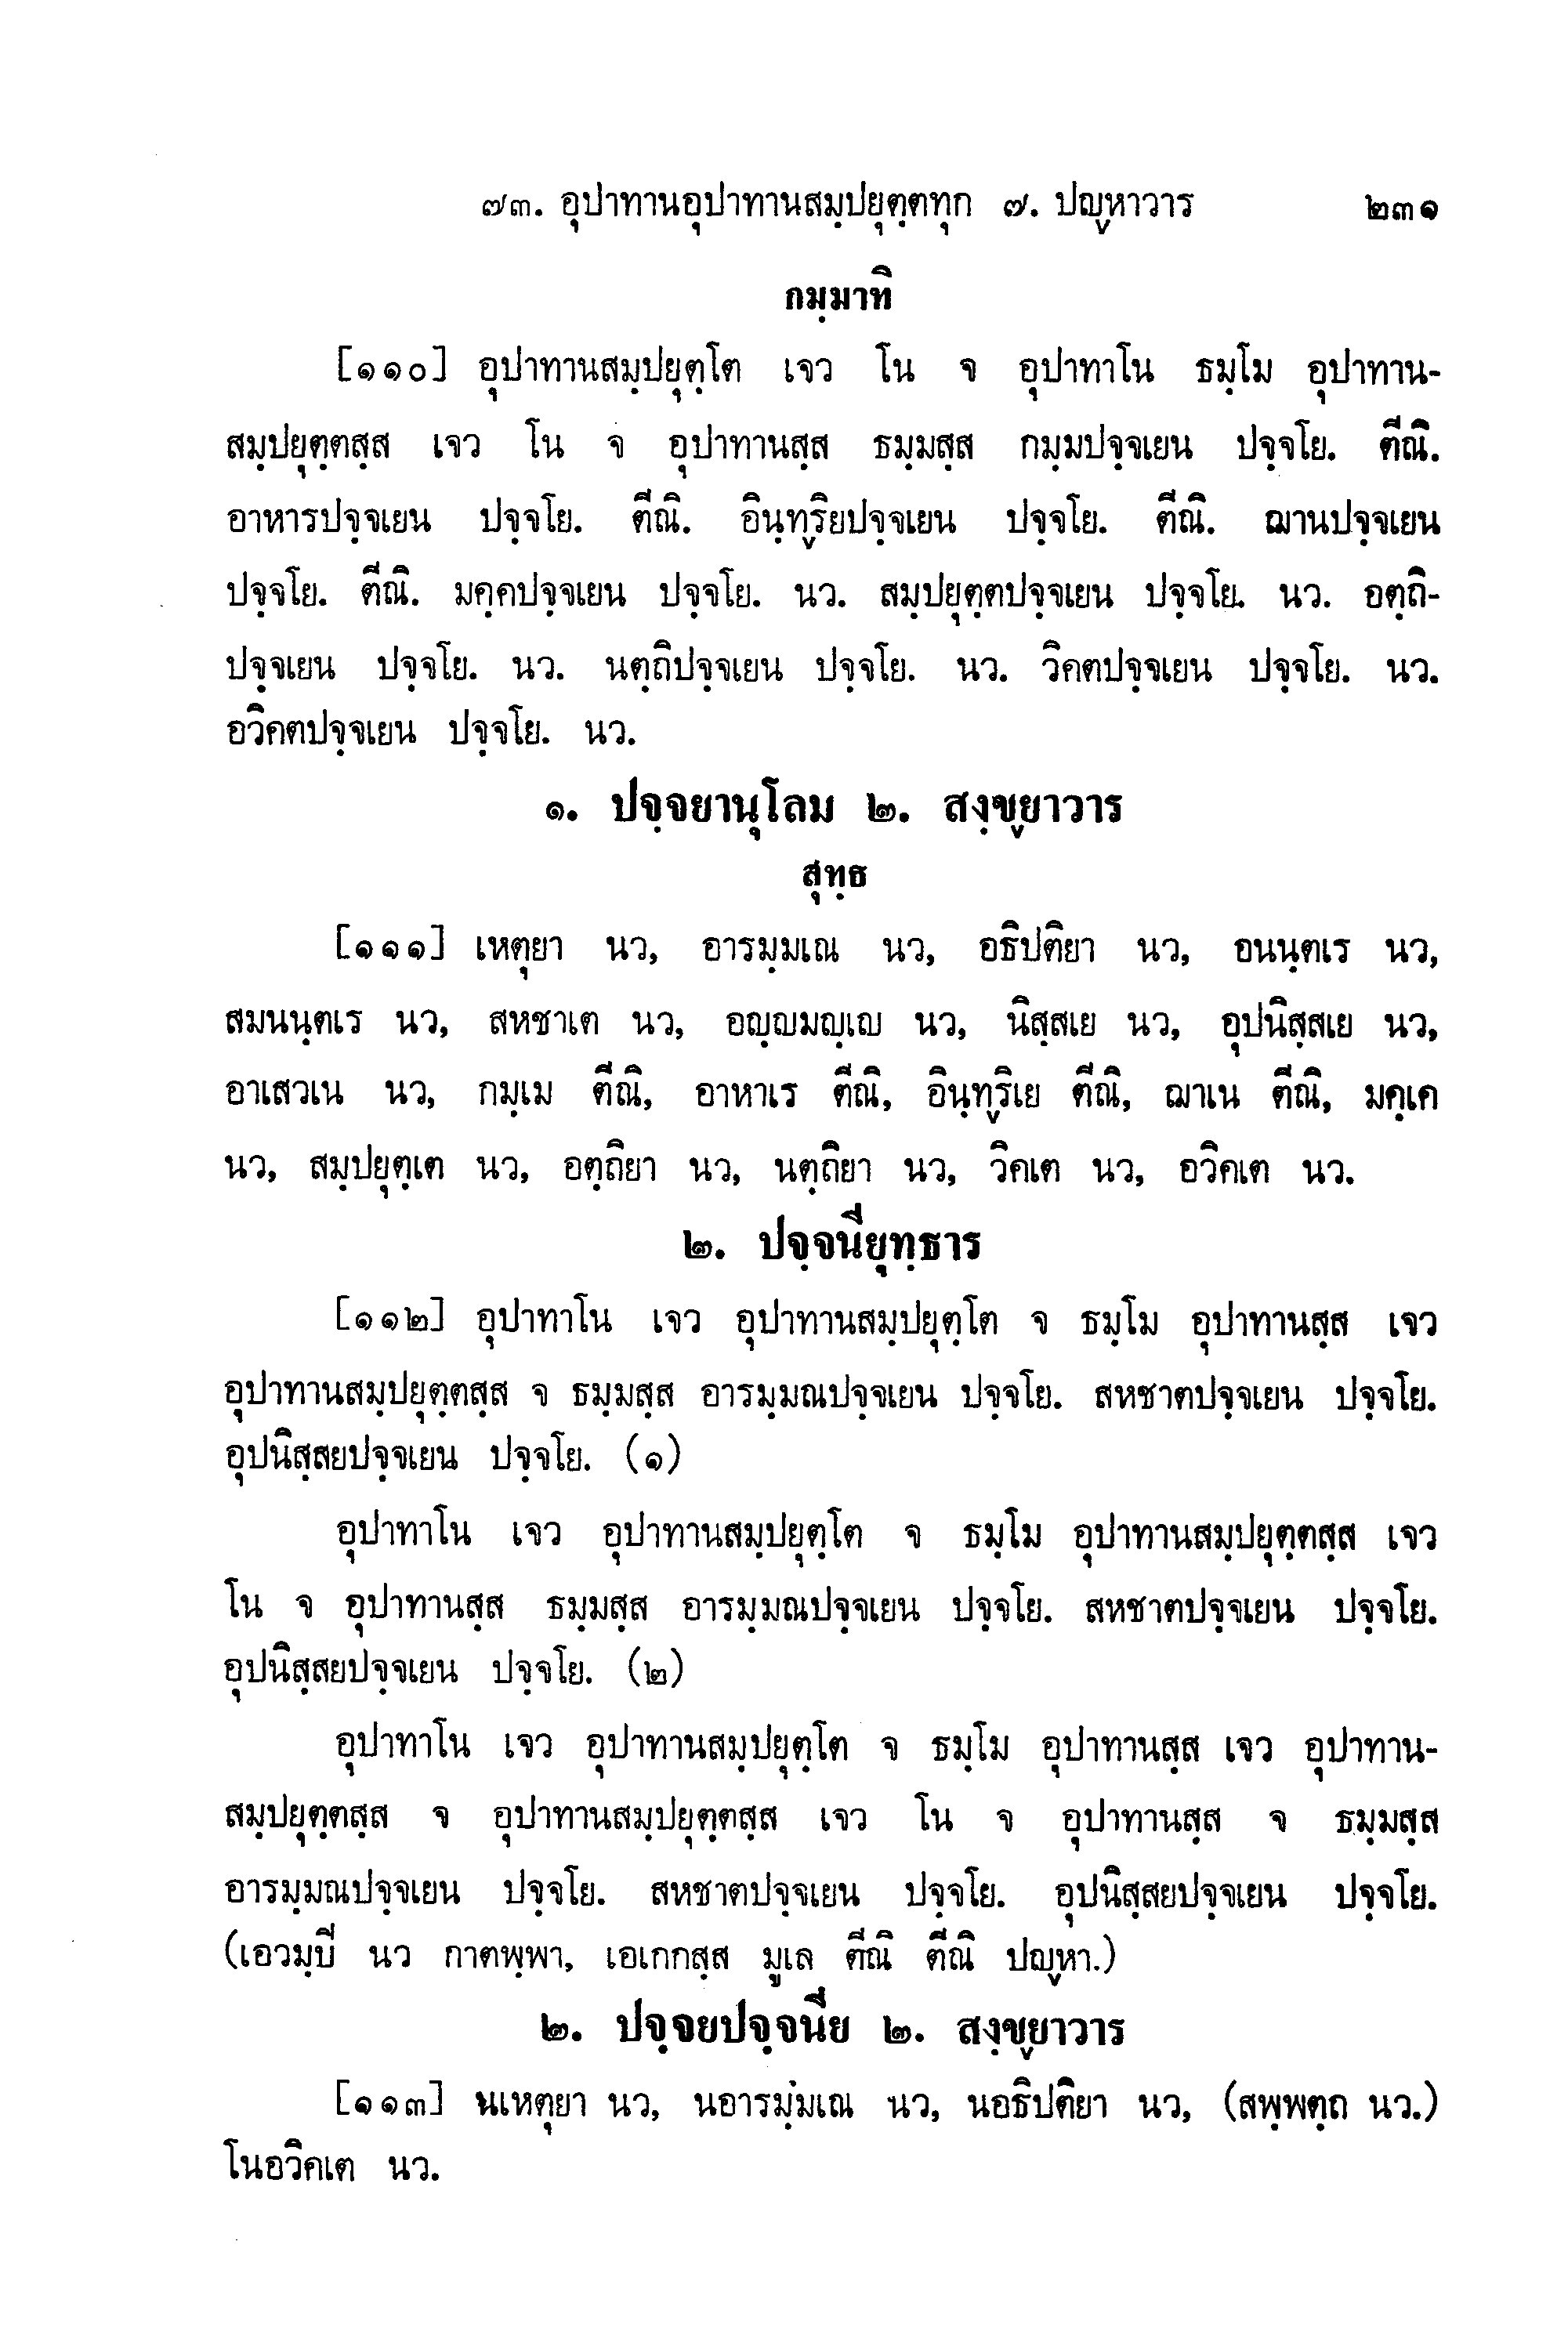 ๗๓. อุปาทานอุปาทานสมฺปยุตฺตทุก ๗. ปญฺหาวาร ๒๓๑
กมฺมาทิ
[๑๑๐] อุปาทานสมฺปยุตฺโต เจว โน จ อุปาทาโน ธมฺโม อุปาทาน-
สมฺปยุตฺตสฺส เจว โน จ อุปาทานสฺส ธมฺมสฺส กมฺมปจฺจเยน ปจฺจโย. ตีณิ.
อาหารปจฺจเยน ปจฺจโย. ตีณิ. อินฺทฺริยปจฺจเยน ปจฺจโย. ตีณิ. ฌานปจฺจเยน
ปจฺจโย. ตีณิ. มคฺคปจฺจเยน ปจฺจโย. นว. สมฺปยุตฺตปจฺจเยน ปจฺจโย. นว. อตฺถิ-
ปจฺจเยน ปจฺจโย. นว. นตฺถิปจฺจเยน ปจฺจโย. นว. วิคตปจฺจเยน ปจฺจโย. นว.
อวิคตปจฺจเยน ปจฺจโย. นว.
๑. ปจฺจยานุโลม ๒. สงฺขฺยาวาร
สุทฺธ
[๑๑๑] เหตุยา นว, อารมฺมเณ นว, อธิปติยา นว, อนนฺตเร นว,
สมนนฺตเร นว, สหชาเต นว, อญฺญมญฺเญ นว, นิสฺสเย นว, อุปนิสฺสเย นว,
อาเสวเน นว, กมฺเม ตีณิ, อาหาเร ตีณิ, อินฺทฺริเย ตีณิ, ฌาเน ตีณิ, มคฺเค
นว, สมฺปยุตฺเต นว, อตฺถิยา นว, นตฺถิยา นว, วิคเต นว, อวิคเต นว.
๒. ปจฺจนียุทฺธาร
[๑๑๒] อุปาทาโน เจว อุปาทานสมฺปยุตฺโต จ ธมฺโม อุปาทานสฺส เจว
อุปาทานสมฺปยุตฺตสฺส จ ธมฺมสฺส อารมฺมณปจฺจเยน ปจฺจโย. สหชาตปจฺจเยน ปจฺจโย.
อุปนิสฺสยปจฺจเยน ปจฺจโย. (๑)
อุปาทาโน เจว อุปาทานสมฺปยุตฺโต จ ธมฺโม อุปาทานสมฺปยุตฺตสฺส เจว
โน จ อุปาทานสฺส ธมฺมสฺส อารมฺมณปจฺจเยน ปจฺจโย. สหชาตปจฺจเยน ปจฺจโย.
อุปนิสฺสยปจฺจเยน ปจฺจโย. (๒)
อุปาทาโน เจว อุปาทานสมฺปยุตฺโต จ ธมฺโม อุปาทานสฺส เจว อุปาทาน-
สมฺปยุตฺตสฺส จ อุปาทานสมฺปยุตฺตสฺส เจว โน จ อุปาทานสฺส จ ธมฺมสฺส
อารมฺมณปจฺจเยน ปจฺจโย. สหชาตปจฺจเยน ปจฺจโย. อุปนิสฺสยปจฺจเยน ปจฺจโย.
(เอวมฺปิ นว กาตพฺพา, เอเกกสฺส มูเล ตีณิ ตีณิ ปญฺหา.)
๒. ปจฺจยปจฺจนีย ๒. สงฺขฺยาวาร
[๑๑๓] นเหตุยา นว, นอารมฺมเณ นว, นอธิปติยา นว, (สพฺพตฺถ นว.)
โนอวิคเต นว.